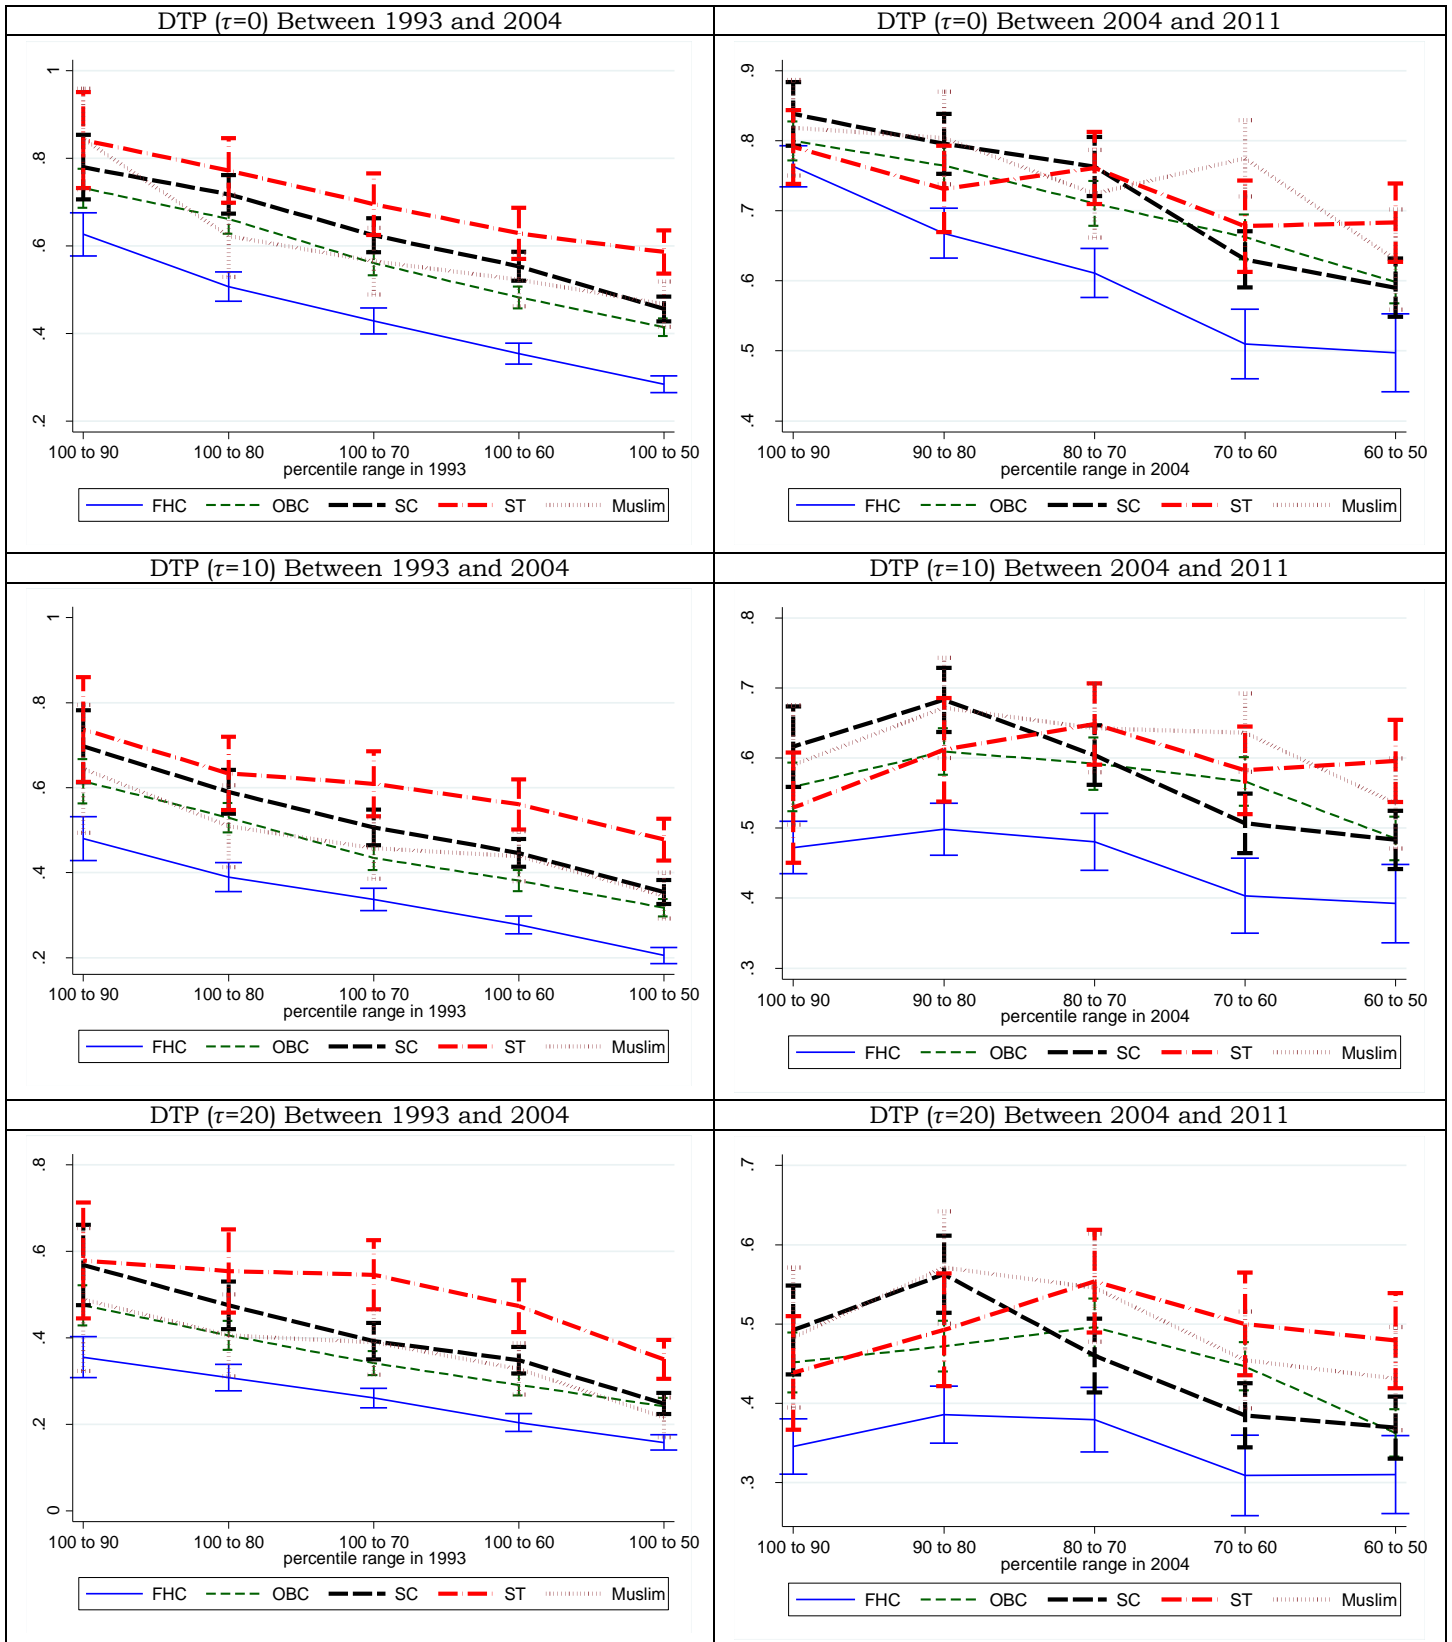 DTP (τ=0) Between 1993 and 2004
1
.8
.6
.4
.2
100 to 90 100 to 80 100 to 70 100 to 60 100 to 50
percentile range in 1993
FHC OBC SC ST Muslim
DTP (τ=0) Between 2004 and 2011
.9
.8
.7
.6
.5
.4
100 to 90 90 to 80 80 to 70 70 to 60 60 to 50
percentile range in 2004
FHC OBC SC ST Muslim
DTP (τ=10) Between 1993 and 2004
1
.8
.6
.4
.2
100 to 90 100 to 80 100 to 70 100 to 60 100 to 50
percentile range in 1993
FHC OBC SC ST Muslim
DTP (τ=10) Between 2004 and 2011
.8
.7
.6
.5
.4
.3
100 to 90 90 to 80 80 to 70 70 to 60 60 to 50
percentile range in 2004
FHC OBC SC ST Muslim
DTP (τ=20) Between 1993 and 2004
.8
.6
.4
.2
0
100 to 90 100 to 80 100 to 70 100 to 60 100 to 50
percentile range in 1993
FHC OBC SC ST Muslim
DTP (τ=20) Between 2004 and 2011
.7
.6
.5
.4
.3
100 to 90 90 to 80 80 to 70 70 to 60 60 to 50
percentile range in 2004
FHC OBC SC ST Muslim